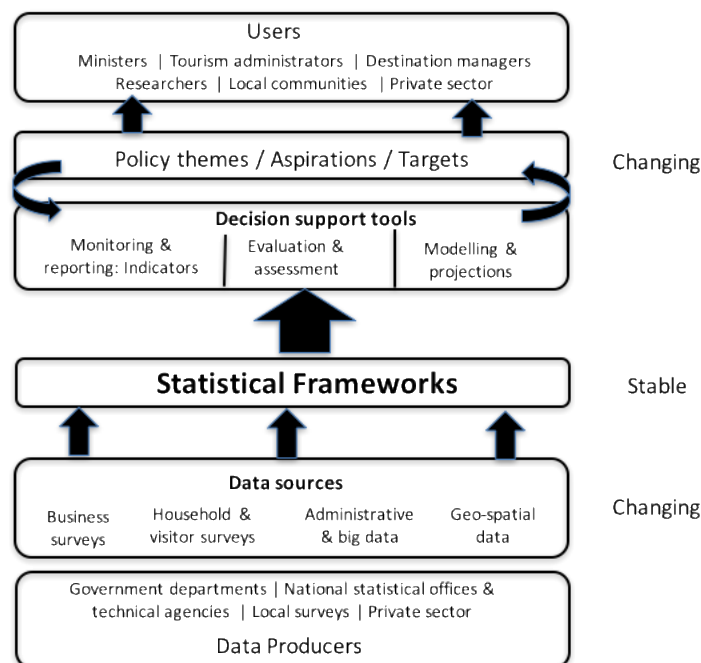 Users
Ministers | Tourism administrators | Destination managers
Researchers | Local communities | Private sector
Policy themes / Aspirations / Targets
Changing
Decision support tools
Monitoring &
reporting: Indicators
Evaluation &
assessment
Modelling &
projections
Statistical Frameworks
Stable
Data sources
Business
surveys
Household &
visitor surveys
Administrative
& big data
Geo-spatial
data
Changing
Government departments | National statistical offices &
technical agencies | Local surveys | Private sector
Data Producers